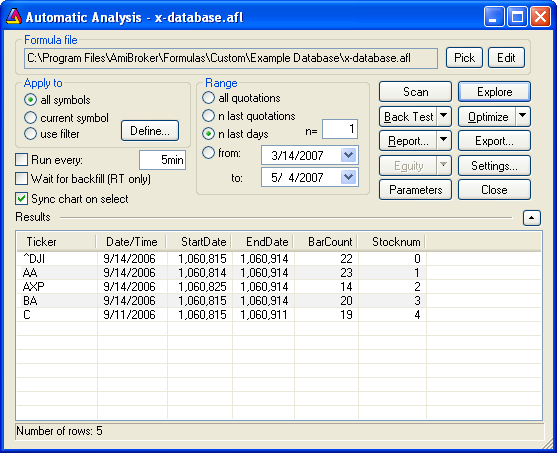 Automatic Analysis - x-database.afl
Formula file
C:\Program Files\AmiBroker\Formulas\Custom\Example Database\x-database.afl
Pick Edit
Apply to
all symbols
current symbol
use filter Define...
Run every: 5min
Wait for backfill (RT only)
Sync chart on select
Range
all quotations
n last quotations
n last days n= 1
from: 3/14/2007
to: 5/ 4/2007
Scan Explore
Back Test Optimize
Report... Export...
Equity Settings...
Parameters Close
Results
Ticker Date/Time StartDate EndDate BarCount Stocknum
^DJI 9/14/2006 1,060,815 1,060,914 22 0
AA 9/14/2006 1,060,814 1,060,914 23 1
AXP 9/14/2006 1,060,825 1,060,914 14 2
BA 9/14/2006 1,060,815 1,060,914 20 3
C 9/11/2006 1,060,815 1,060,911 19 4
Number of rows: 5